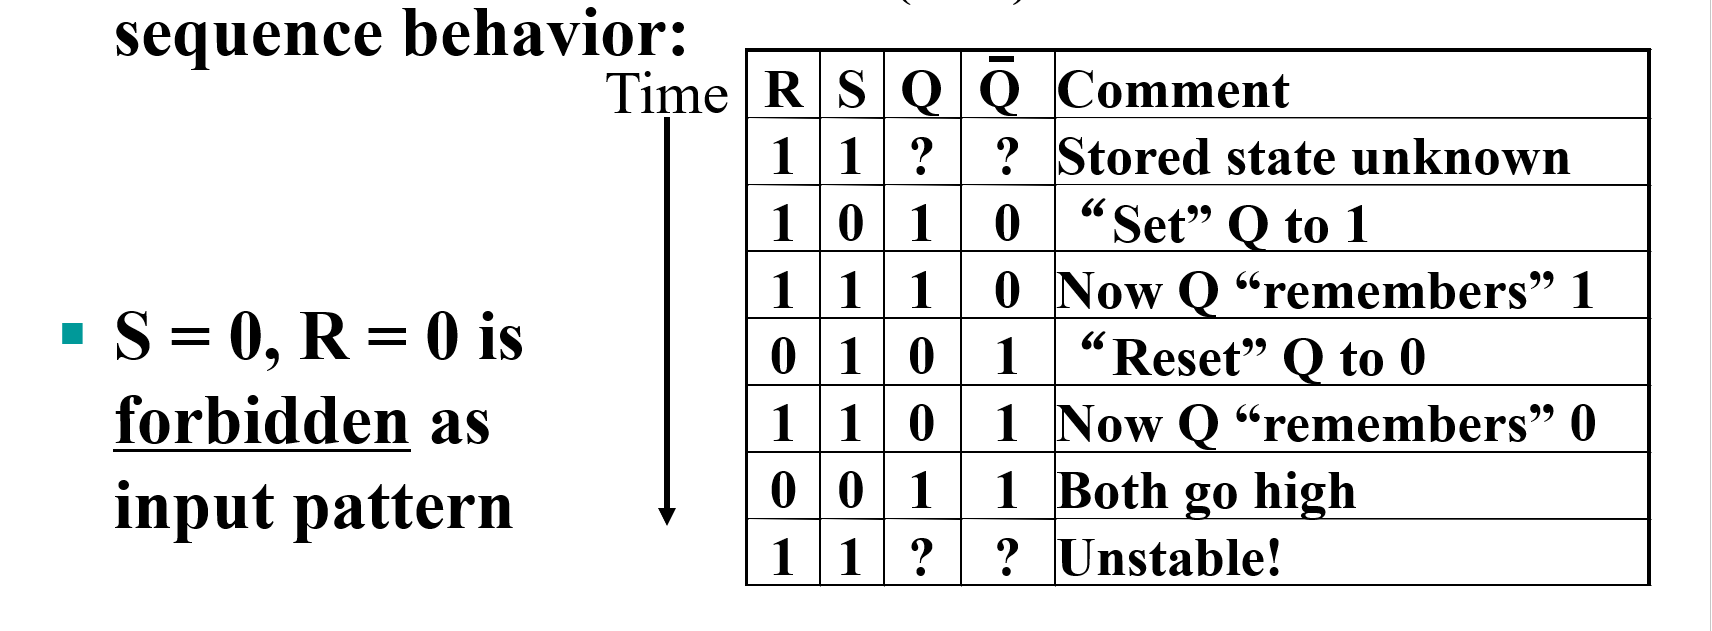 sequence behavior:
Time
R S Q Q̄ Comment
1 1 ? ? Stored state unknown
1 0 1 0 “Set” Q to 1
1 1 1 0 Now Q “remembers” 1
0 1 0 1 “Reset” Q to 0
1 1 0 1 Now Q “remembers” 0
0 0 1 1 Both go high
1 1 ? ? Unstable!
S = 0, R = 0 is
forbidden as
input pattern